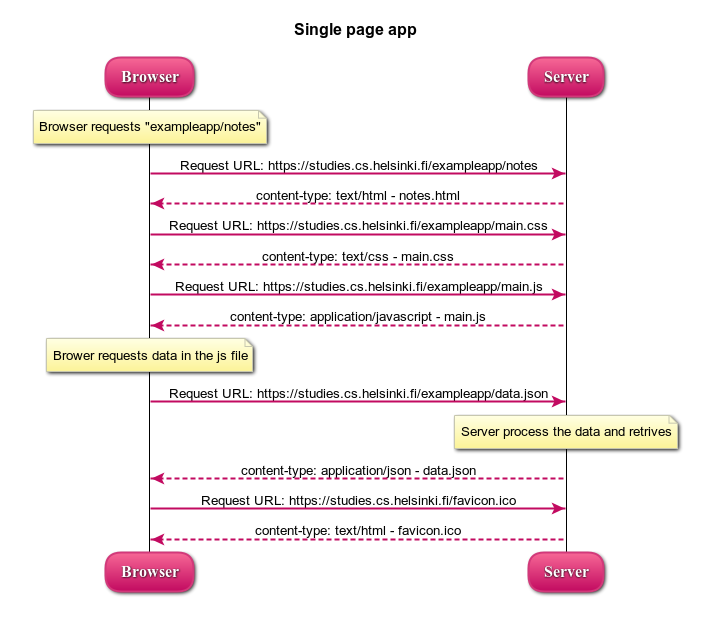 Single page app
Browser Server
Browser requests "exampleapp/notes"
Request URL: https://studies.cs.helsinki.fi/exampleapp/notes
content-type: text/html - notes.html
Request URL: https://studies.cs.helsinki.fi/exampleapp/main.css
content-type: text/css - main.css
Request URL: https://studies.cs.helsinki.fi/exampleapp/main.js
content-type: application/javascript - main.js
Brower requests data in the js file
Request URL: https://studies.cs.helsinki.fi/exampleapp/data.json
Server process the data and retrives
content-type: application/json - data.json
Request URL: https://studies.cs.helsinki.fi/favicon.ico
content-type: text/html - favicon.ico
Browser Server